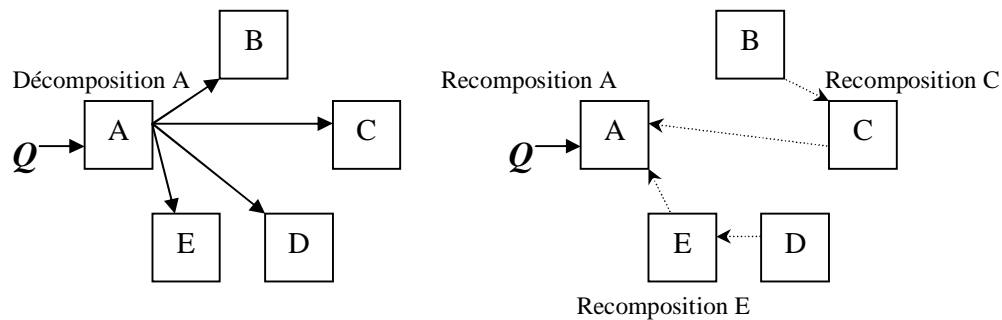 B
Décomposition A
A
C
Q
E
D
B
Recomposition A
Recomposition C
A
C
Q
E
D
Recomposition E